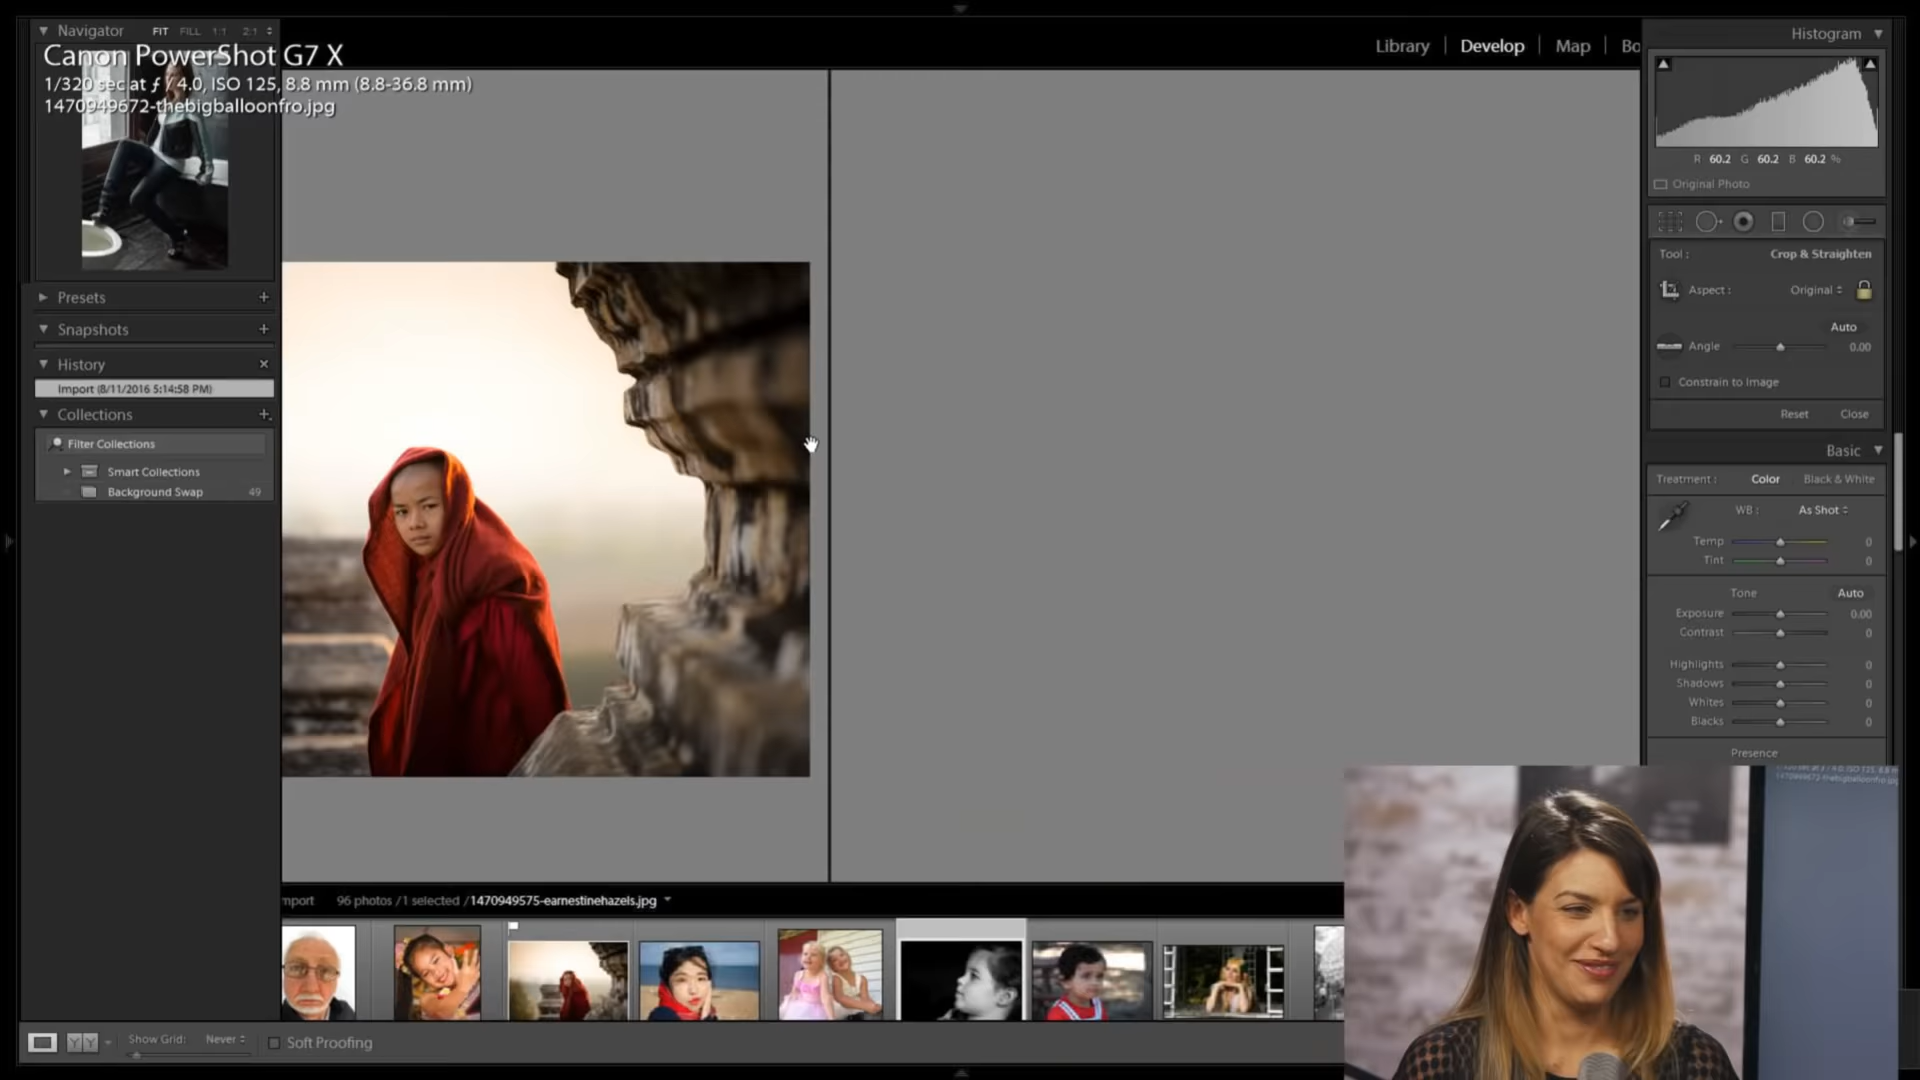 Navigator FIT FILL 1:1 2:1
Canon PowerShot G7 X
1/320 sec at ƒ / 4.0, ISO 125, 8.8 mm (8.8-36.8 mm)
1470949672-thebigballoonfro.jpg
Presets +
Snapshots +
History ×
Import (8/11/2016 5:14:58 PM)
Collections +
Filter Collections
Smart Collections
Background Swap 49
Library | Develop | Map | Bo
Histogram
R 60.2 G 60.2 B 60.2 %
Original Photo
Tool : Crop & Straighten
Aspect : Original
Auto
Angle 0.00
Constrain to Image
Reset Close
Basic
Treatment : Color Black & White
WB : As Shot
Temp 0
Tint 0
Tone Auto
Exposure 0.00
Contrast 0
Highlights 0
Shadows 0
Whites 0
Blacks 0
Presence
mport 96 photos /1 selected /1470949575-earnestinehazels.jpg
Show Grid: Never Soft Proofing